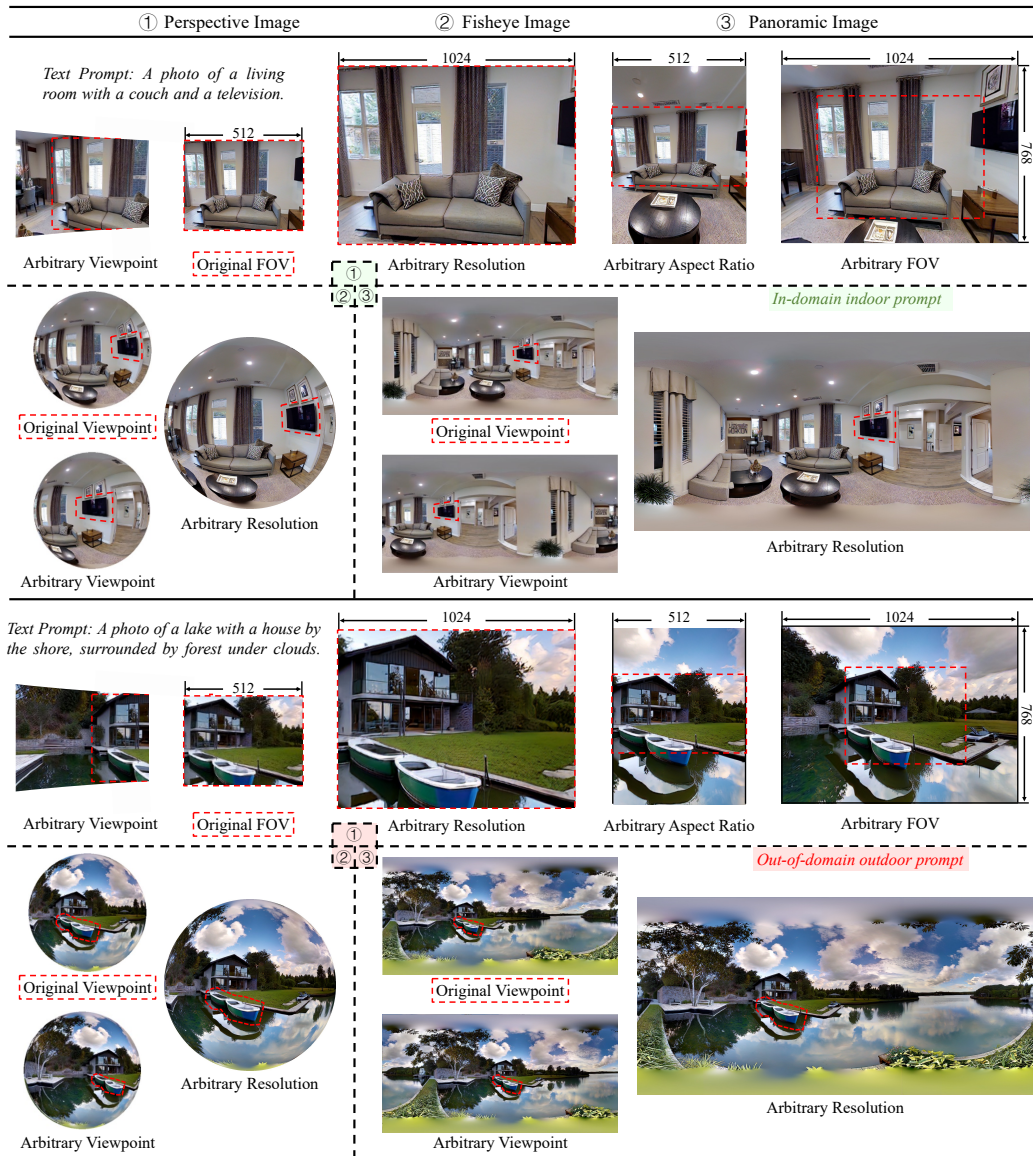 ① Perspective Image ② Fisheye Image ③ Panoramic Image
Text Prompt: A photo of a living
room with a couch and a television.
512
1024
512
1024
768
Arbitrary Viewpoint
Original FOV
Arbitrary Resolution
Arbitrary Aspect Ratio
Arbitrary FOV
①
② ③
In-domain indoor prompt
Original Viewpoint
Arbitrary Viewpoint
Arbitrary Resolution
Original Viewpoint
Arbitrary Viewpoint
Arbitrary Resolution
Text Prompt: A photo of a lake with a house by
the shore, surrounded by forest under clouds.
512
1024
512
1024
768
Arbitrary Viewpoint
Original FOV
Arbitrary Resolution
Arbitrary Aspect Ratio
Arbitrary FOV
①
② ③
Out-of-domain outdoor prompt
Original Viewpoint
Arbitrary Viewpoint
Arbitrary Resolution
Original Viewpoint
Arbitrary Viewpoint
Arbitrary Resolution